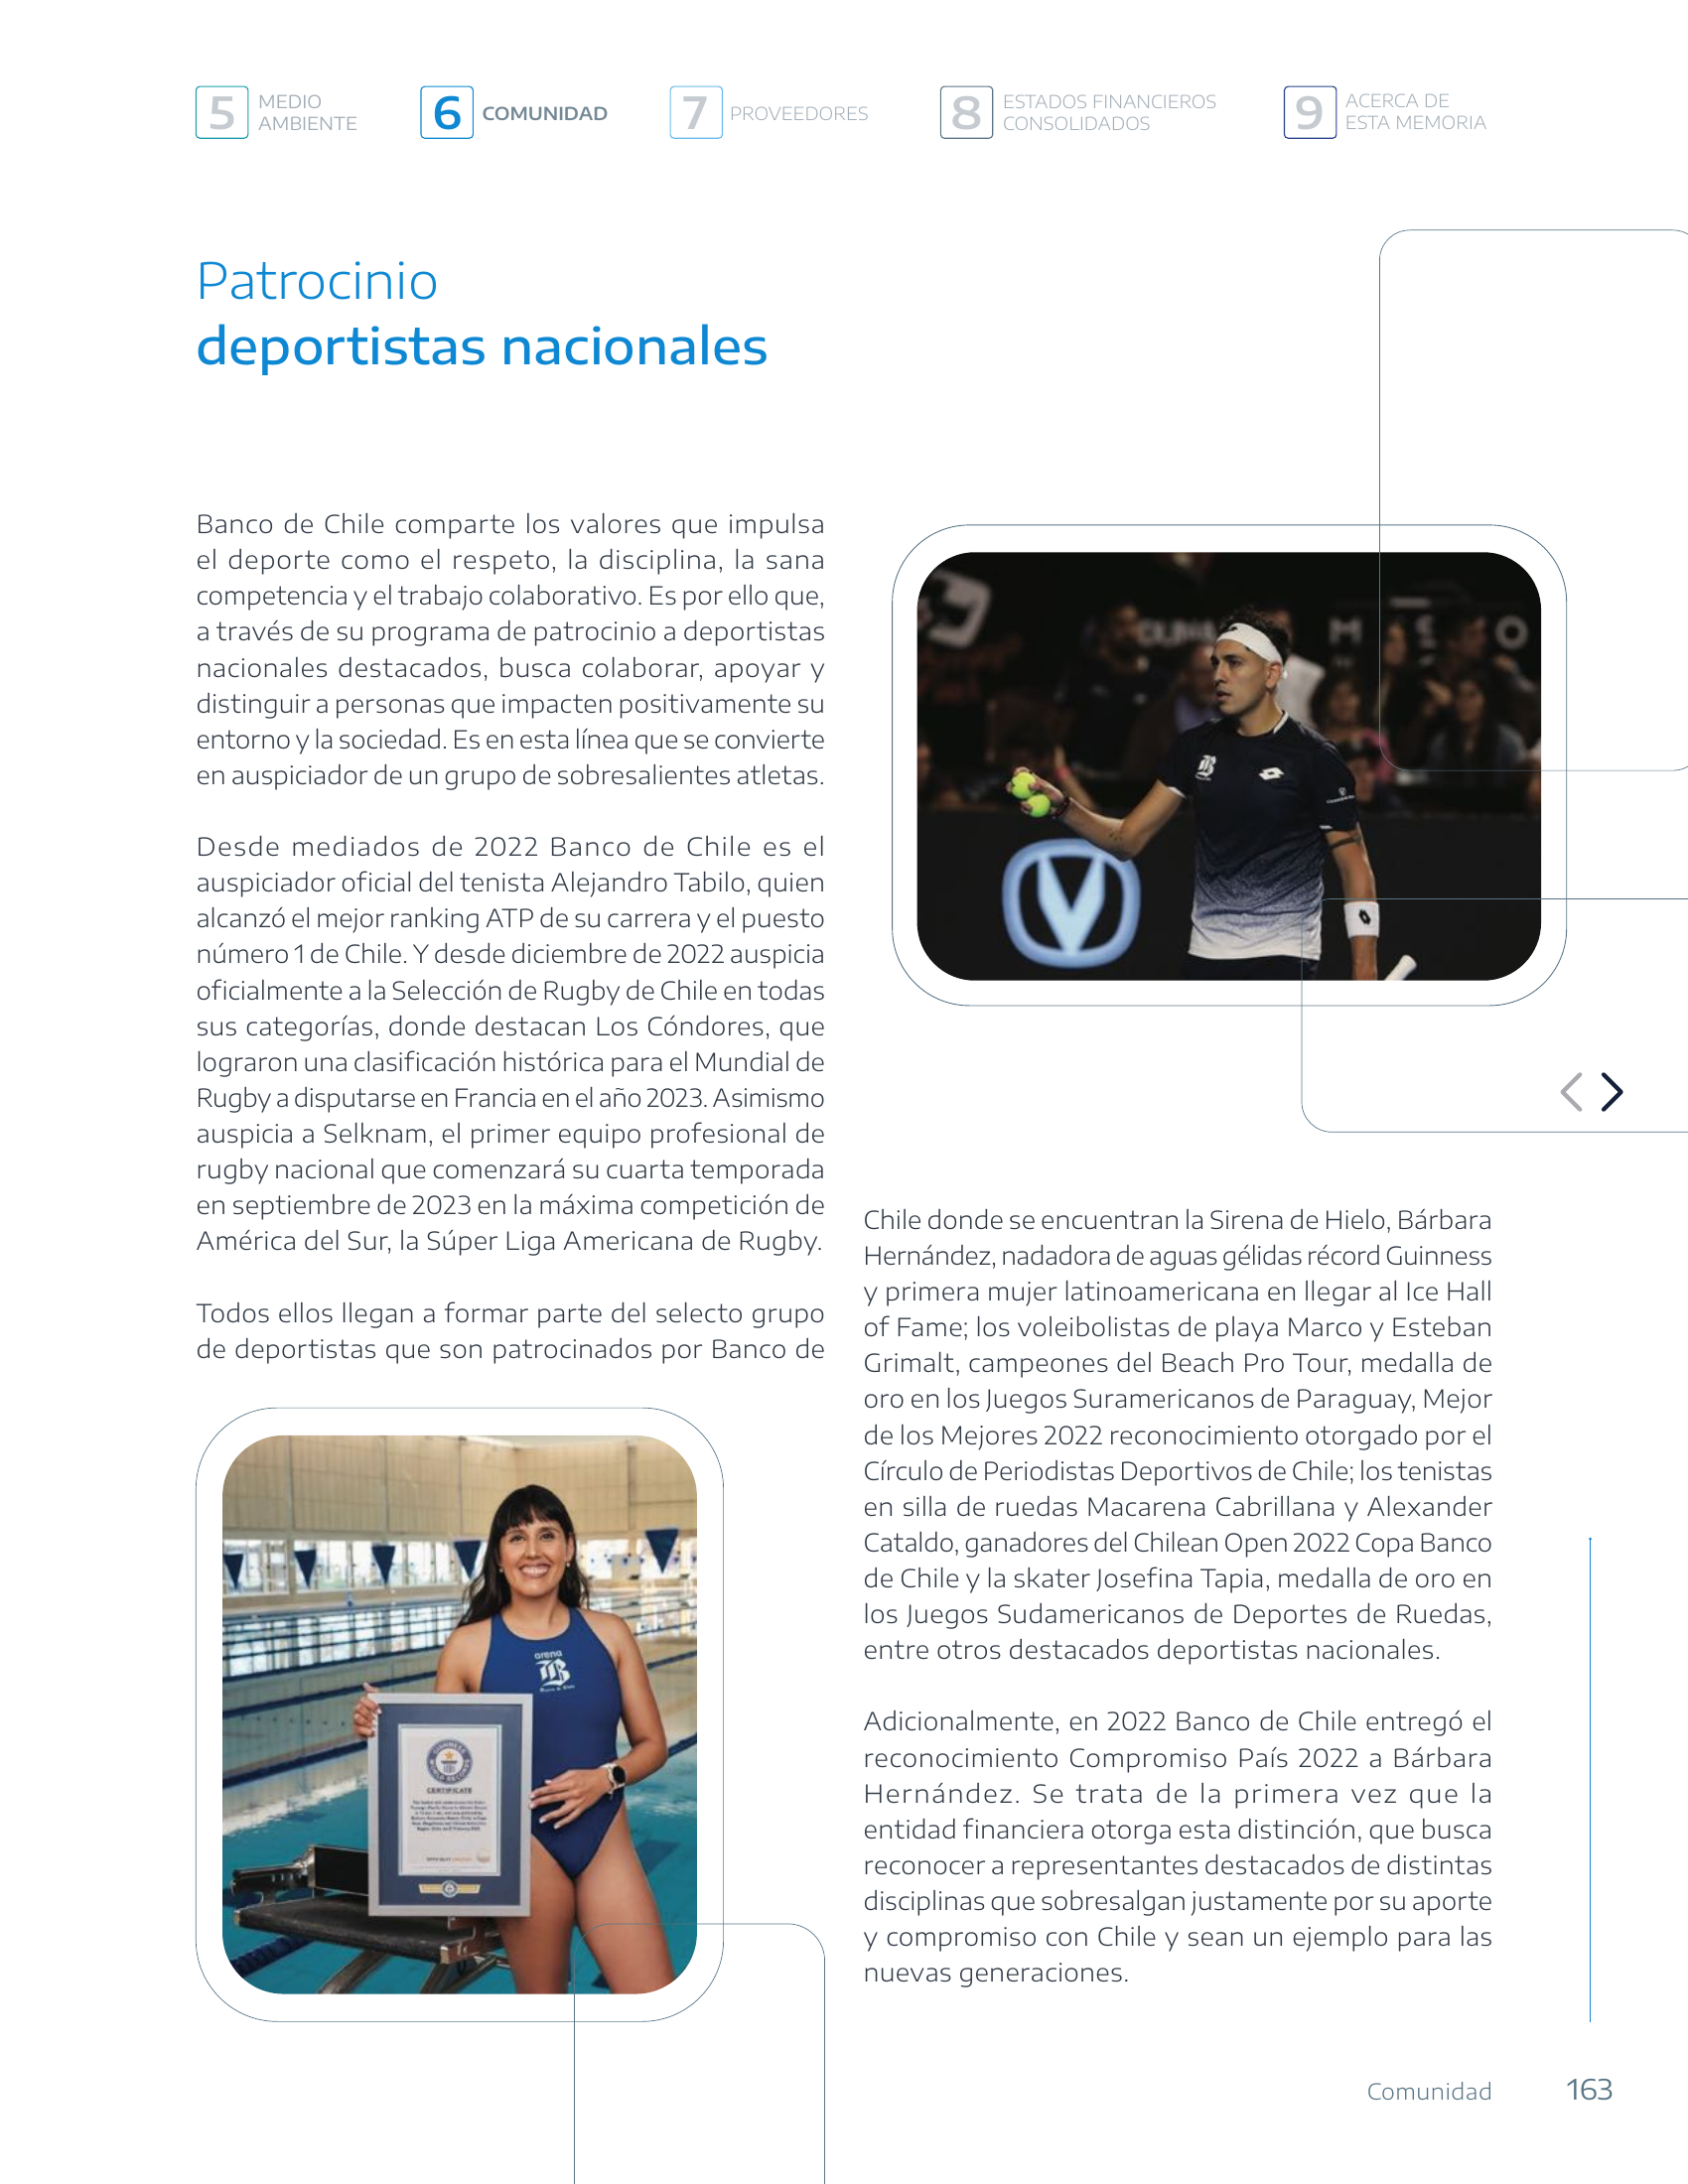 5 MEDIO AMBIENTE
6 COMUNIDAD
7 PROVEEDORES
8 ESTADOS FINANCIEROS CONSOLIDADOS
9 ACERCA DE ESTA MEMORIA
Patrocinio
deportistas nacionales
Banco de Chile comparte los valores que impulsa
el deporte como el respeto, la disciplina, la sana
competencia y el trabajo colaborativo. Es por ello que,
a través de su programa de patrocinio a deportistas
nacionales destacados, busca colaborar, apoyar y
distinguir a personas que impacten positivamente su
entorno y la sociedad. Es en esta línea que se convierte
en auspiciador de un grupo de sobresalientes atletas.
Desde mediados de 2022 Banco de Chile es el
auspiciador oficial del tenista Alejandro Tabilo, quien
alcanzó el mejor ranking ATP de su carrera y el puesto
número 1 de Chile. Y desde diciembre de 2022 auspicia
oficialmente a la Selección de Rugby de Chile en todas
sus categorías, donde destacan Los Cóndores, que
lograron una clasificación histórica para el Mundial de
Rugby a disputarse en Francia en el año 2023. Asimismo
auspicia a Selknam, el primer equipo profesional de
rugby nacional que comenzará su cuarta temporada
en septiembre de 2023 en la máxima competición de
América del Sur, la Súper Liga Americana de Rugby.
Todos ellos llegan a formar parte del selecto grupo
de deportistas que son patrocinados por Banco de
arena
CERTIFICATE
Chile donde se encuentran la Sirena de Hielo, Bárbara
Hernández, nadadora de aguas gélidas récord Guinness
y primera mujer latinoamericana en llegar al Ice Hall
of Fame; los voleibolistas de playa Marco y Esteban
Grimalt, campeones del Beach Pro Tour, medalla de
oro en los Juegos Suramericanos de Paraguay, Mejor
de los Mejores 2022 reconocimiento otorgado por el
Círculo de Periodistas Deportivos de Chile; los tenistas
en silla de ruedas Macarena Cabrillana y Alexander
Cataldo, ganadores del Chilean Open 2022 Copa Banco
de Chile y la skater Josefina Tapia, medalla de oro en
los Juegos Sudamericanos de Deportes de Ruedas,
entre otros destacados deportistas nacionales.
Adicionalmente, en 2022 Banco de Chile entregó el
reconocimiento Compromiso País 2022 a Bárbara
Hernández. Se trata de la primera vez que la
entidad financiera otorga esta distinción, que busca
reconocer a representantes destacados de distintas
disciplinas que sobresalgan justamente por su aporte
y compromiso con Chile y sean un ejemplo para las
nuevas generaciones.
Comunidad 163